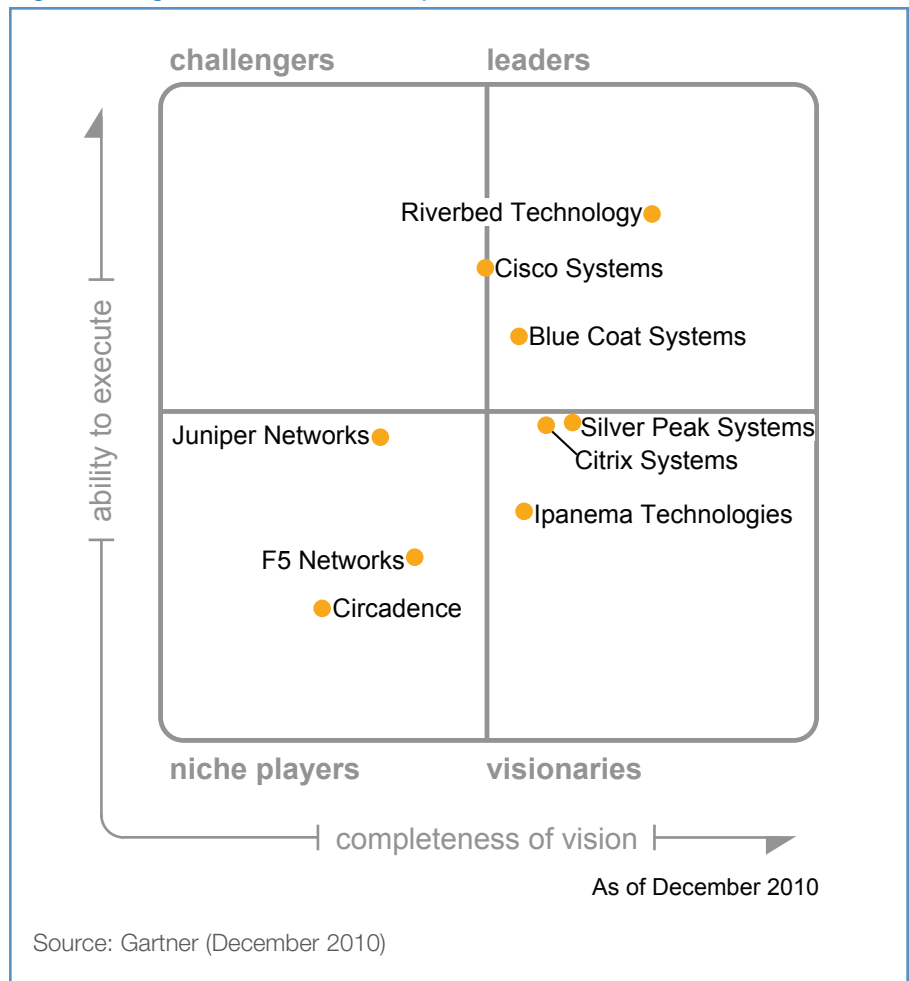 challengers
leaders
Riverbed Technology
Cisco Systems
Blue Coat Systems
ability to execute
Juniper Networks
Silver Peak Systems
Citrix Systems
Ipanema Technologies
F5 Networks
Circadence
niche players
visionaries
completeness of vision
As of December 2010
Source: Gartner (December 2010)